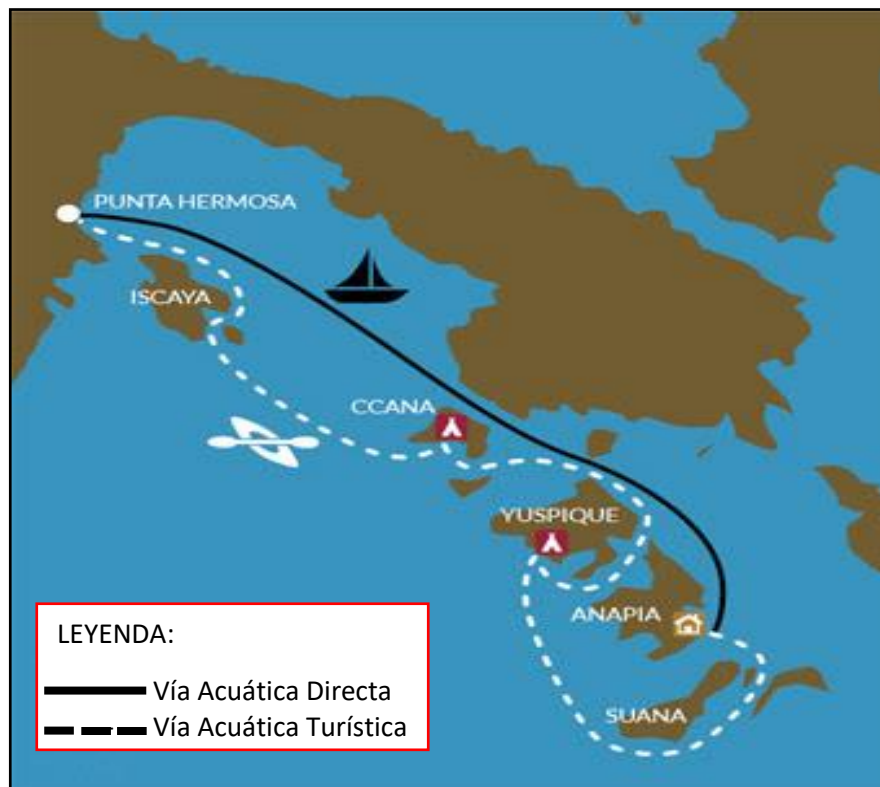 PUNTA HERMOSA
ISCAYA
CCANA
YUSPIQUE
ANAPIA
SUANA
LEYENDA:
Vía Acuática Directa
Vía Acuática Turística